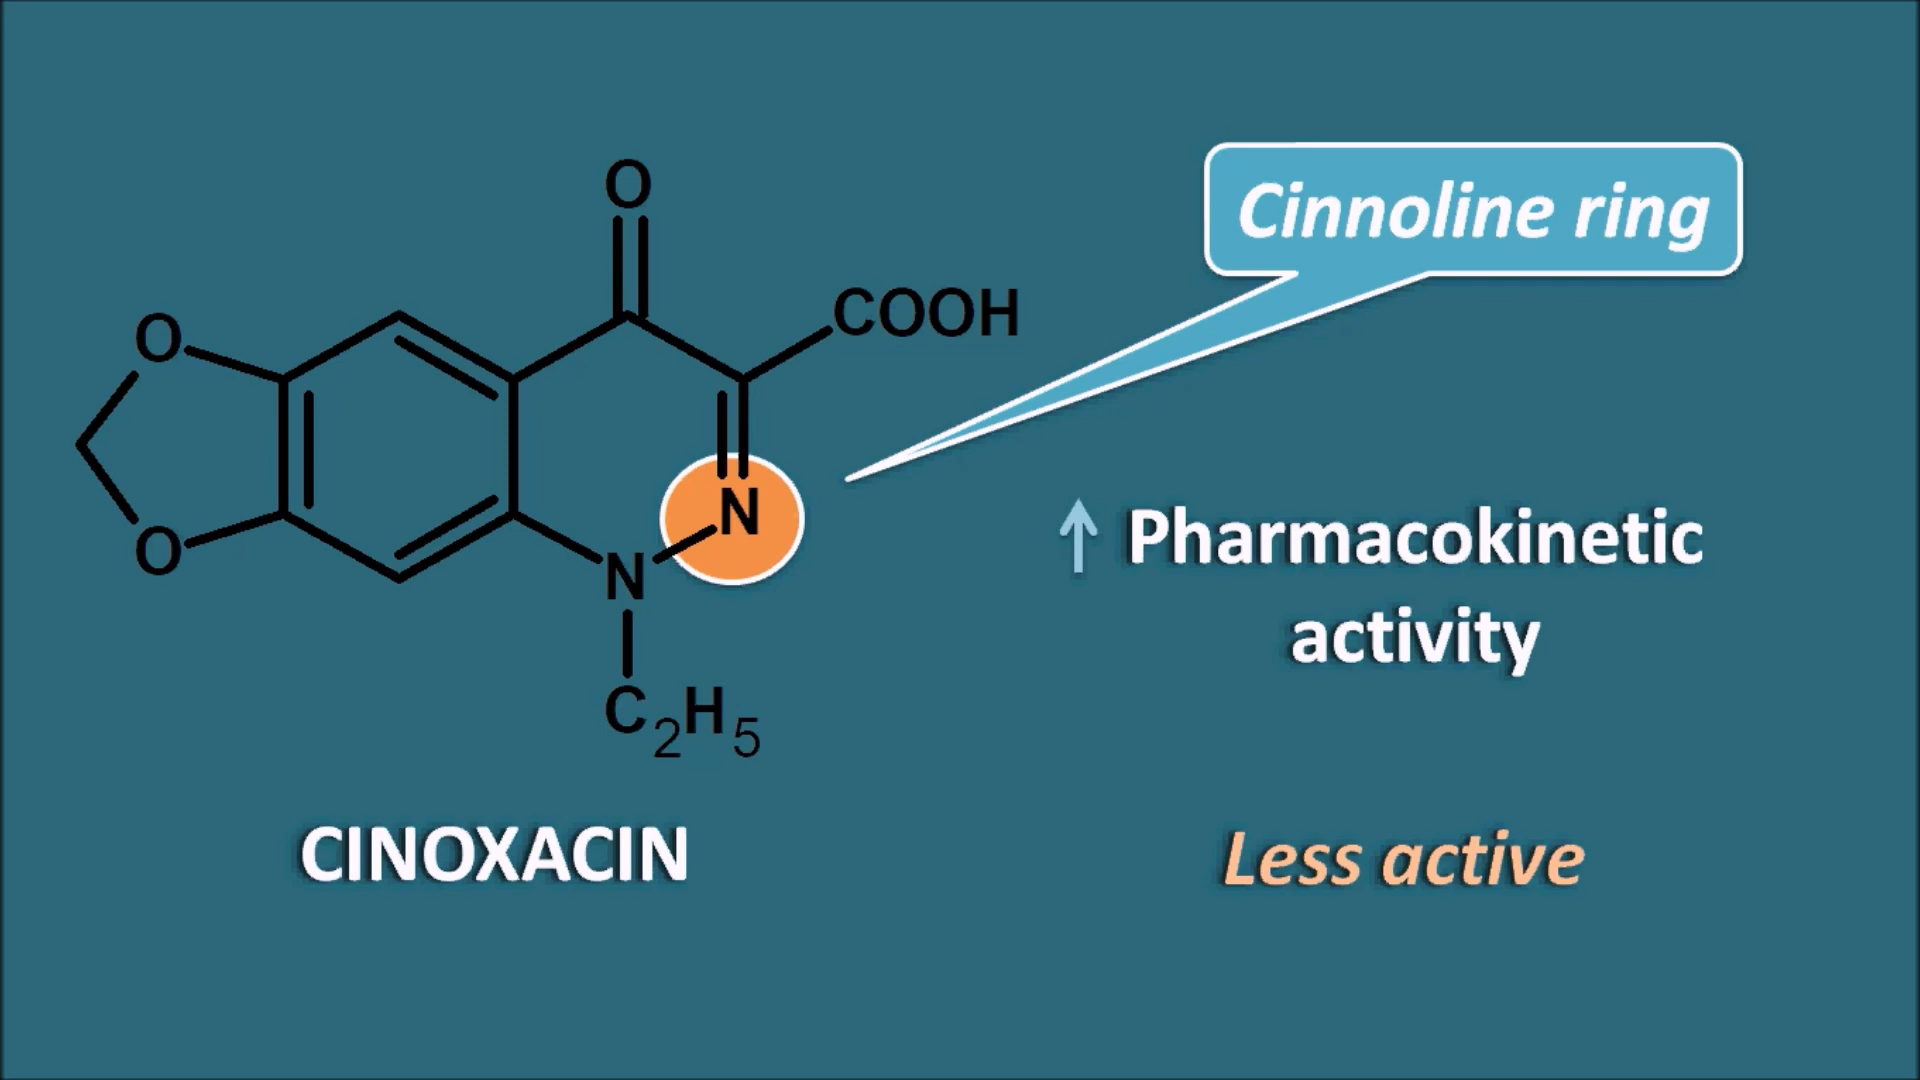 O
COOH
O
O
N
N
C2H5
Cinnoline ring
↑ Pharmacokinetic
activity
CINOXACIN
Less active